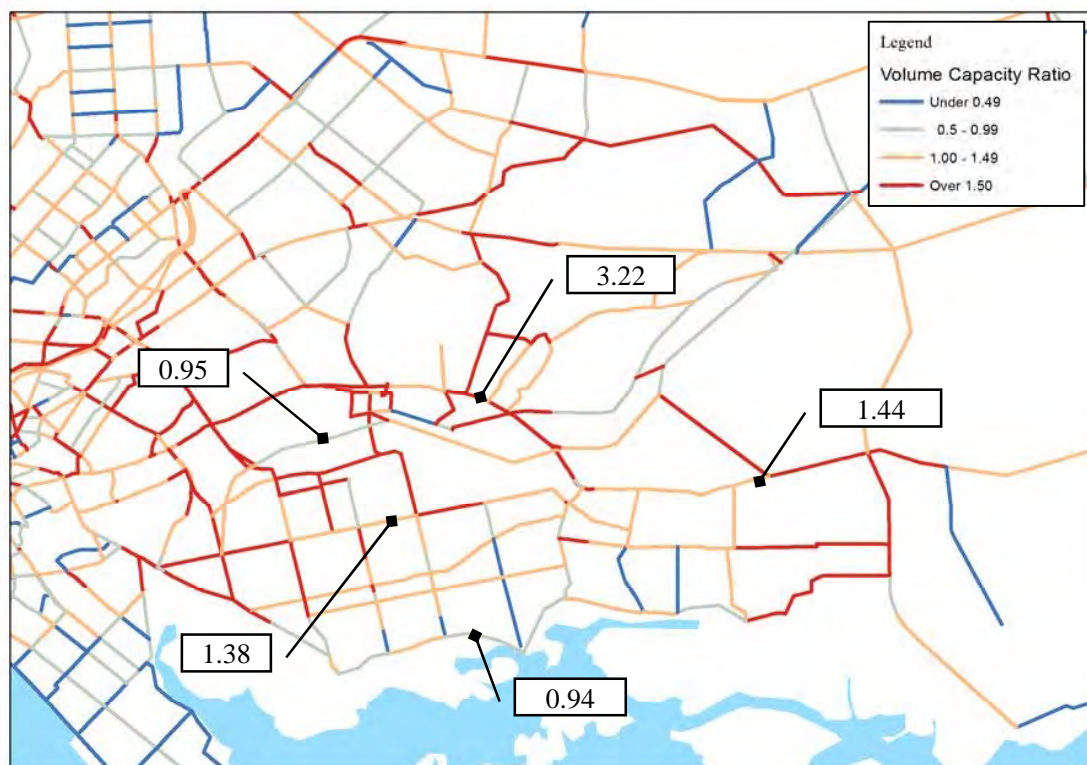 Legend
Volume Capacity Ratio
Under 0.49
0.5 - 0.99
1.00 - 1.49
Over 1.50
3.22
0.95
1.44
1.38
0.94